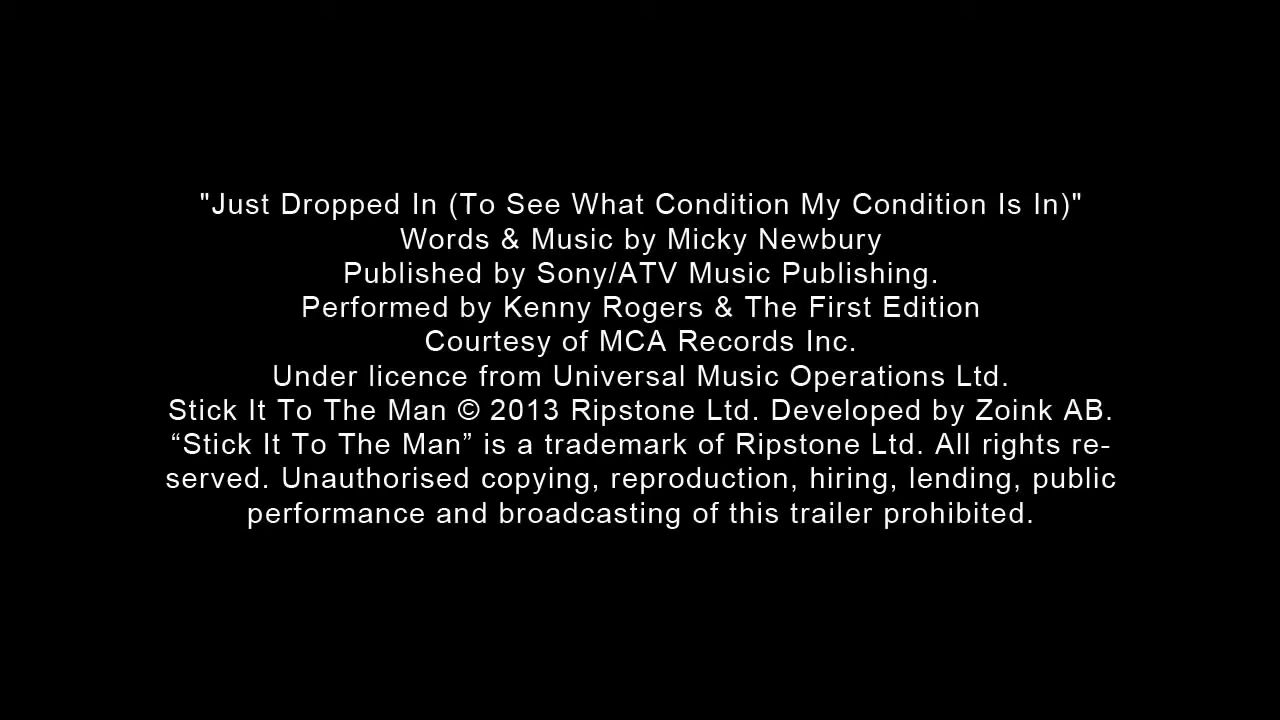 "Just Dropped In (To See What Condition My Condition Is In)"
Words & Music by Micky Newbury
Published by Sony/ATV Music Publishing.
Performed by Kenny Rogers & The First Edition
Courtesy of MCA Records Inc.
Under licence from Universal Music Operations Ltd.
Stick It To The Man © 2013 Ripstone Ltd. Developed by Zoink AB.
“Stick It To The Man” is a trademark of Ripstone Ltd. All rights re-
served. Unauthorised copying, reproduction, hiring, lending, public
performance and broadcasting of this trailer prohibited.